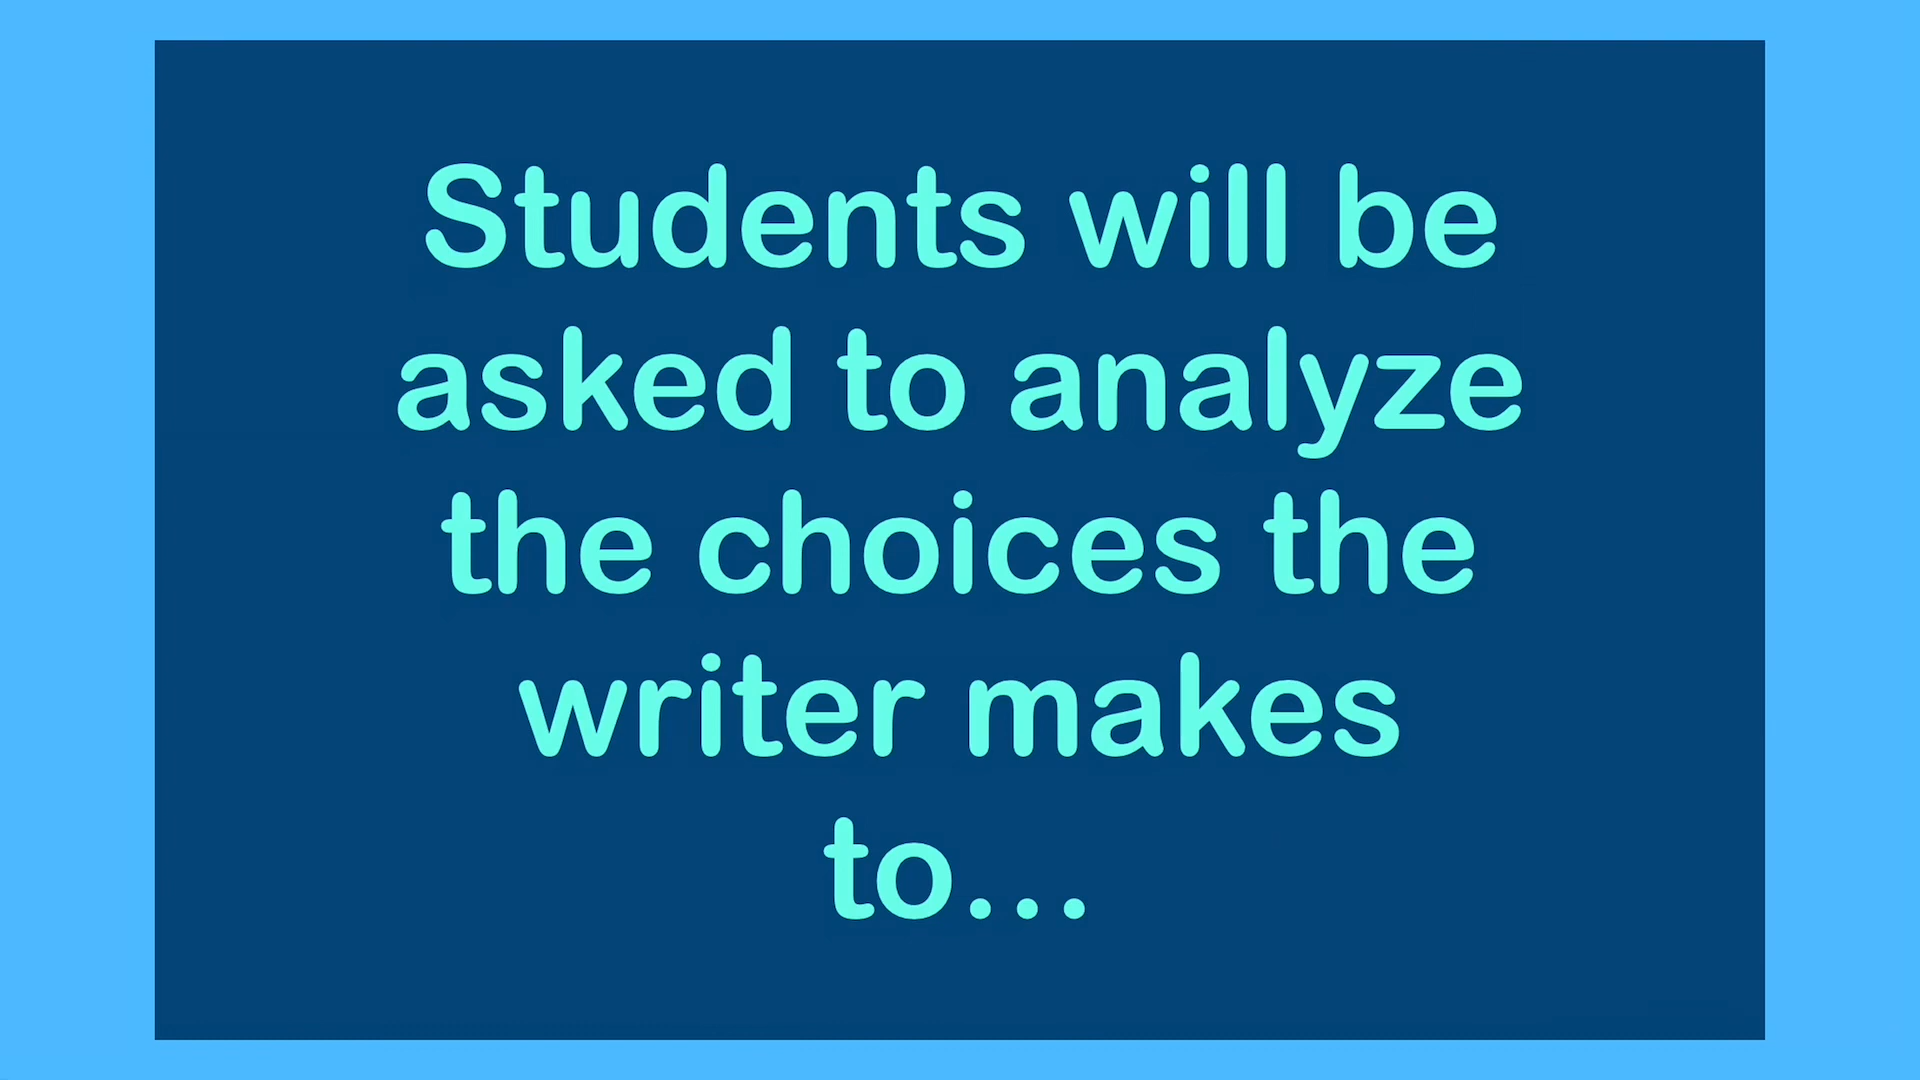 Students will be
asked to analyze
the choices the
writer makes
to...